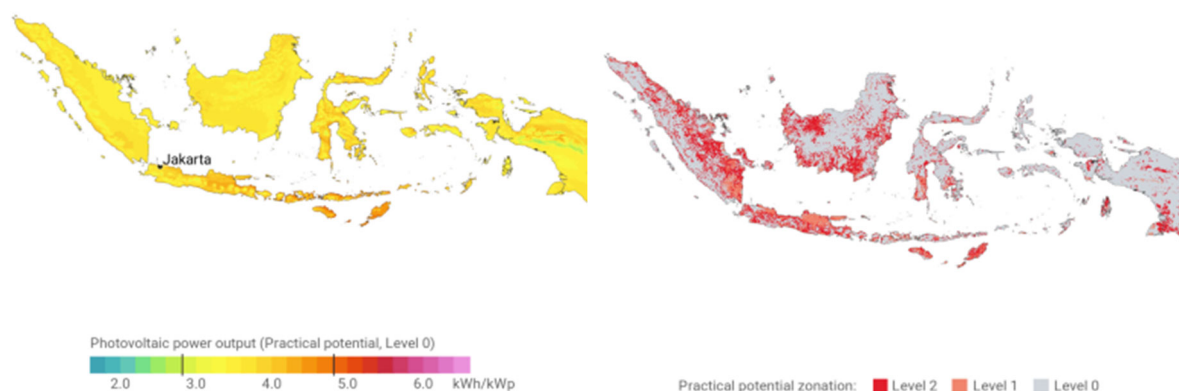 Jakarta
Photovoltaic power output (Practical potential, Level 0)
2.0 3.0 4.0 5.0 6.0 kWh/kWp
Practical potential zonation: Level 2 Level 1 Level 0